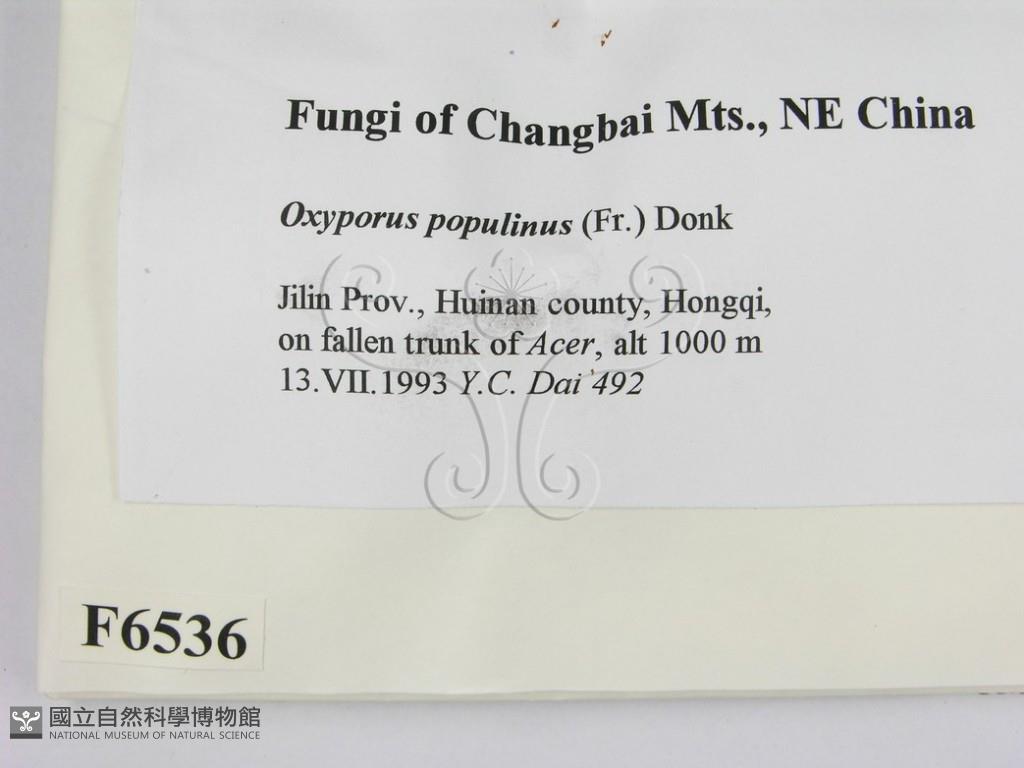 Fungi of Changbai Mts., NE China
Oxyporus populinus (Fr.) Donk
Jilin Prov., Huinan county, Hongqi,
on fallen trunk of Acer, alt 1000 m
13.VII.1993 Y.C. Dai 492
F6536
國立自然科學博物館
NATIONAL MUSEUM OF NATURAL SCIENCE